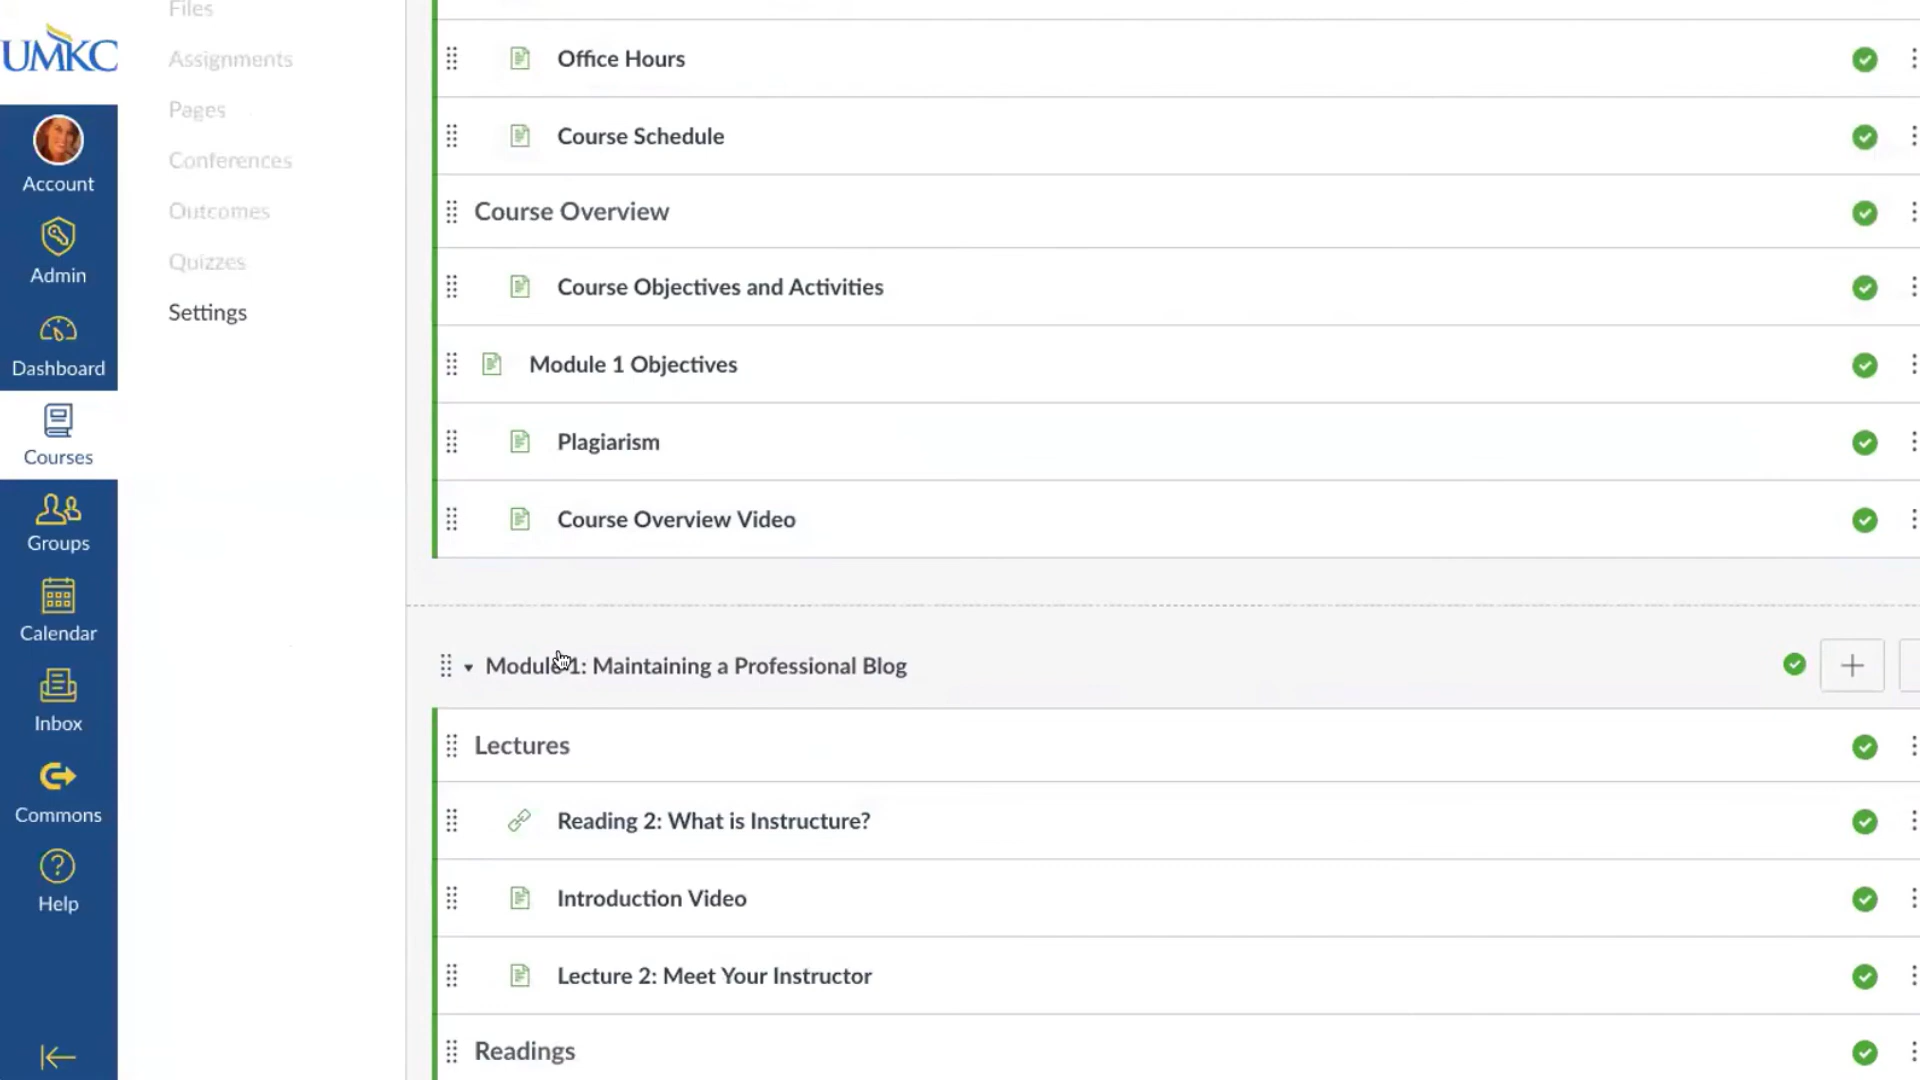 UMKC
Account
Admin
Dashboard
Courses
Groups
Calendar
Inbox
Commons
Help
Files
Assignments
Pages
Conferences
Outcomes
Quizzes
Settings
Office Hours
Course Schedule
Course Overview
Course Objectives and Activities
Module 1 Objectives
Plagiarism
Course Overview Video
Module 1: Maintaining a Professional Blog
Lectures
Reading 2: What is Instructure?
Introduction Video
Lecture 2: Meet Your Instructor
Readings